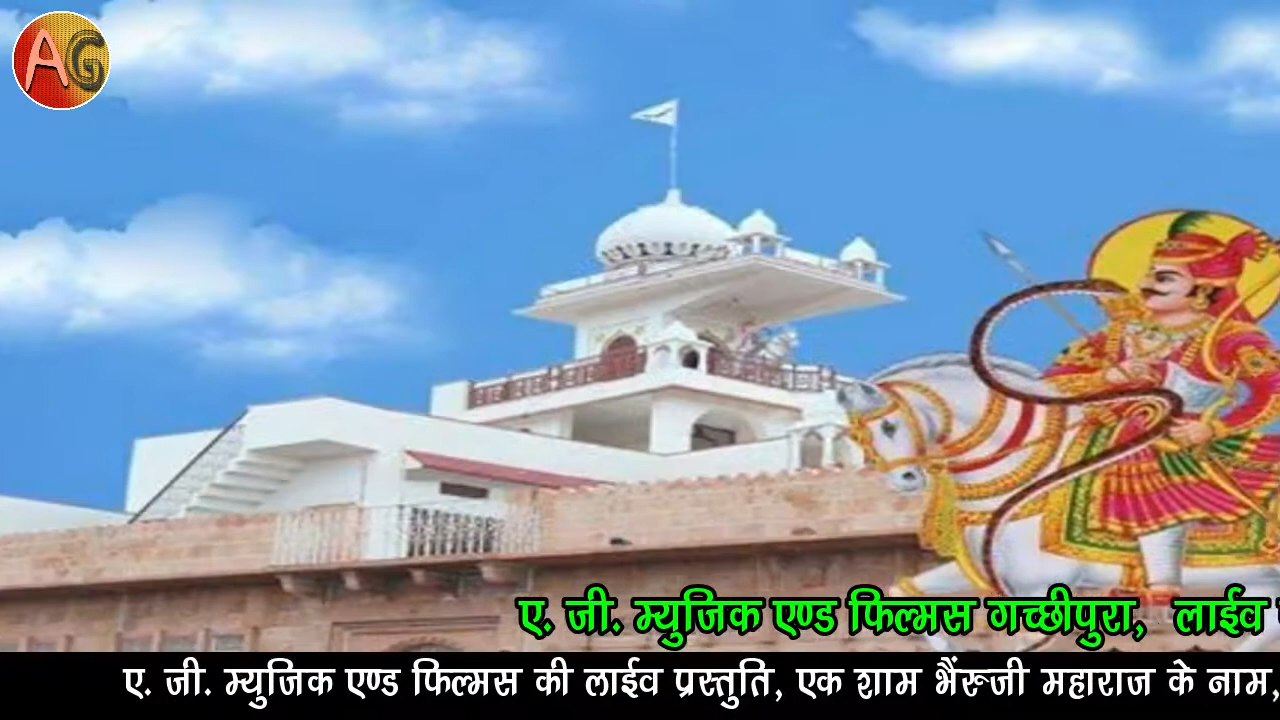 AG
ए. जी. म्युजिक एण्ड फिल्मस गच्छीपुरा, लाईव
ए. जी. म्युजिक एण्ड फिल्मस की लाईव प्रस्तुति, एक शाम भैंरूजी महाराज के नाम,